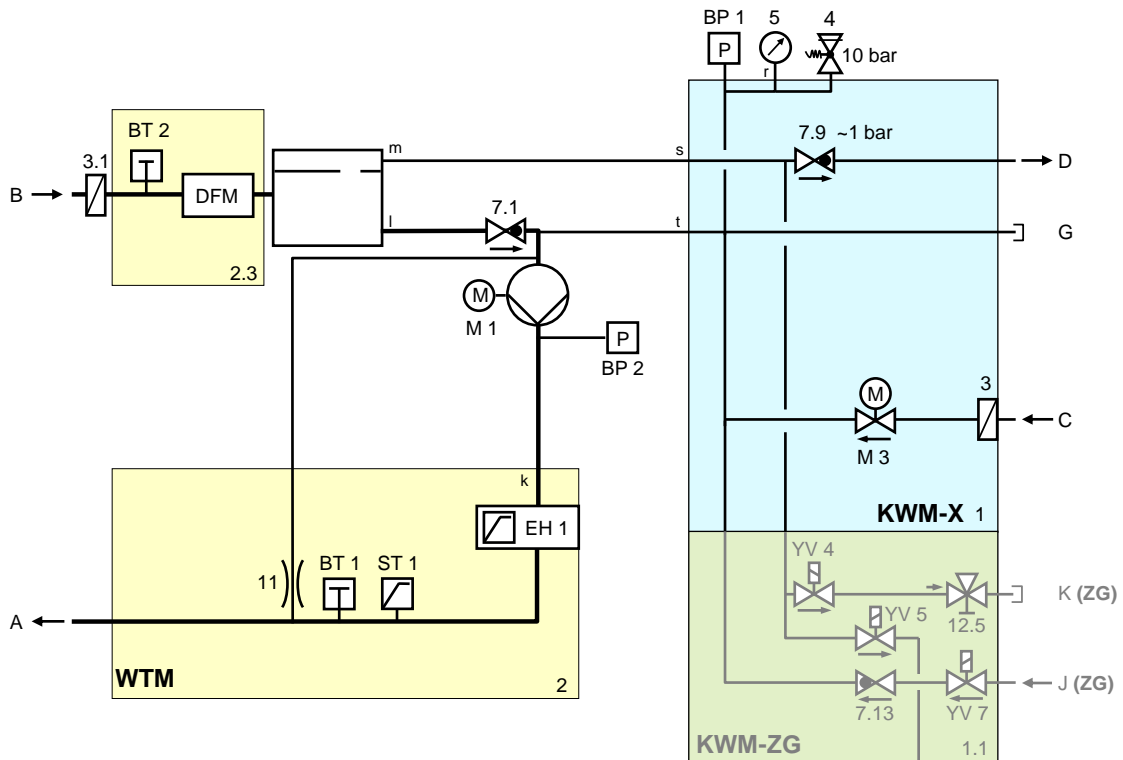 BP 1
5
4
P
10 bar
r
BT 2
3.1
m
s
7.9 ~1 bar
D
B
DFM
l
7.1
t
G
2.3
M
M 1
P
BP 2
M
3
C
M 3
k
KWM-X 1
EH 1
YV 4
BT 1
ST 1
11
K (ZG)
A
YV 5
12.5
WTM
2
J (ZG)
7.13
YV 7
KWM-ZG
1.1